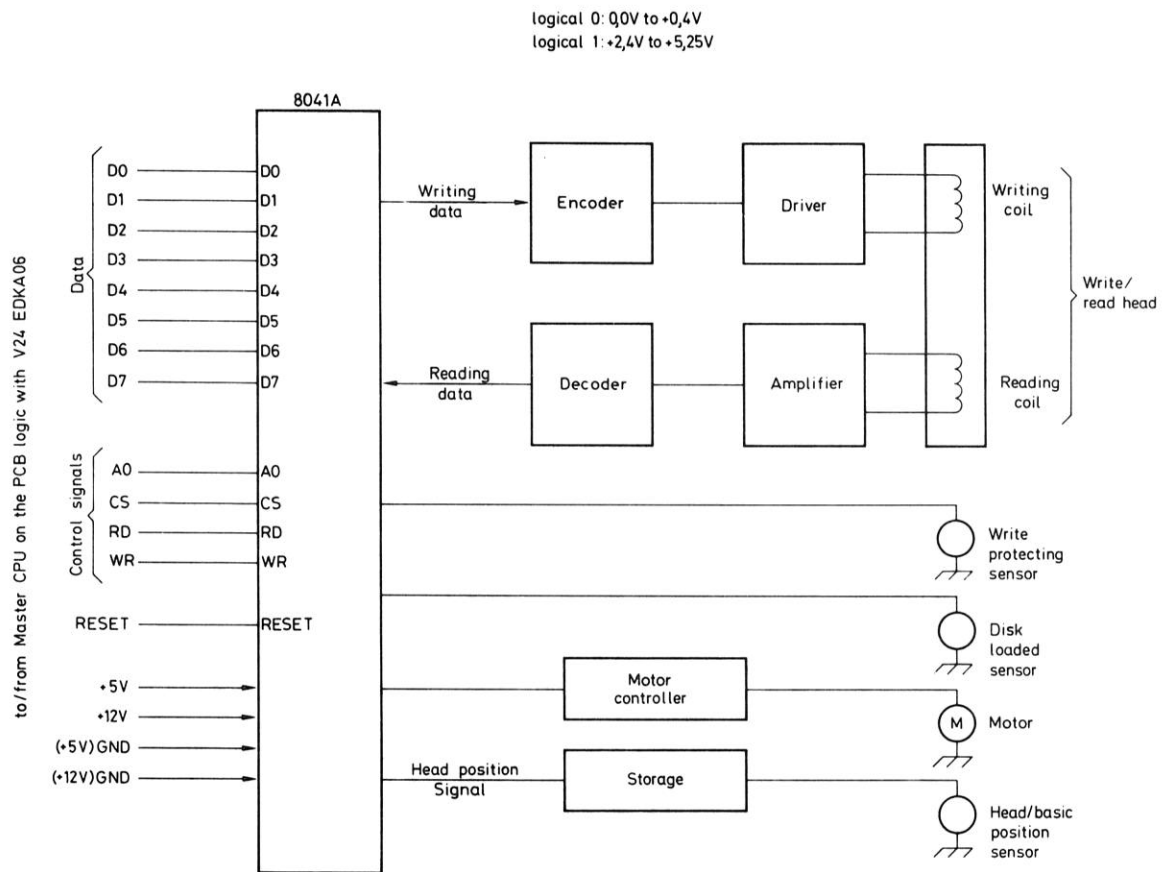 logical 0: 0,0V to +0,4V
logical 1: +2,4V to +5,25V
8041A
to/from Master CPU on the PCB logic with V24 EDKA06
Data
D0
D1
D2
D3
D4
D5
D6
D7
D0
D1
D2
D3
D4
D5
D6
D7
Control signals
A0
CS
RD
WR
A0
CS
RD
WR
RESET
RESET
+5V
+12V
(+5V)GND
(+12V)GND
Writing
data
Encoder
Driver
Writing
coil
Reading
data
Decoder
Amplifier
Reading
coil
Write/
read head
Write
protecting
sensor
Disk
loaded
sensor
Motor
controller
M
Motor
Head position
Signal
Storage
Head/basic
position
sensor